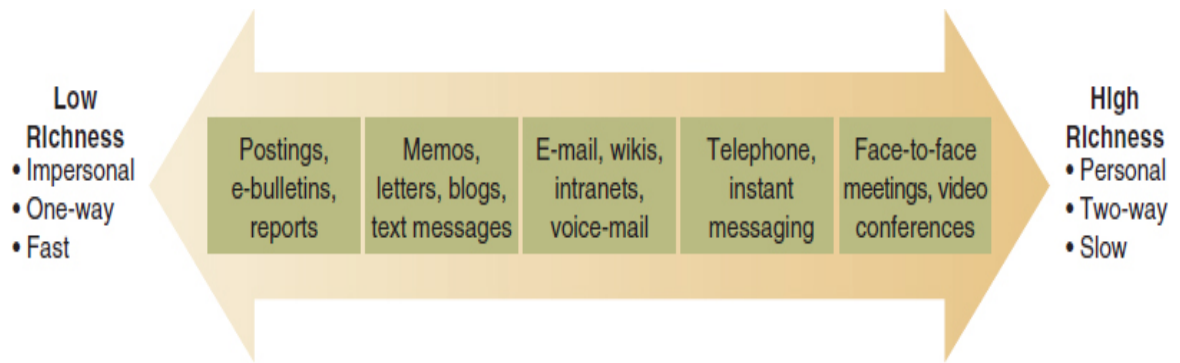 Low
RIchness
• Impersonal
• One-way
• Fast
Postings,
e-bulletins,
reports
Memos,
letters, blogs,
text messages
E-mail, wikis,
intranets,
voice-mail
Telephone,
instant
messaging
Face-to-face
meetings, video
conferences
HIgh
RIchness
• Personal
• Two-way
• Slow